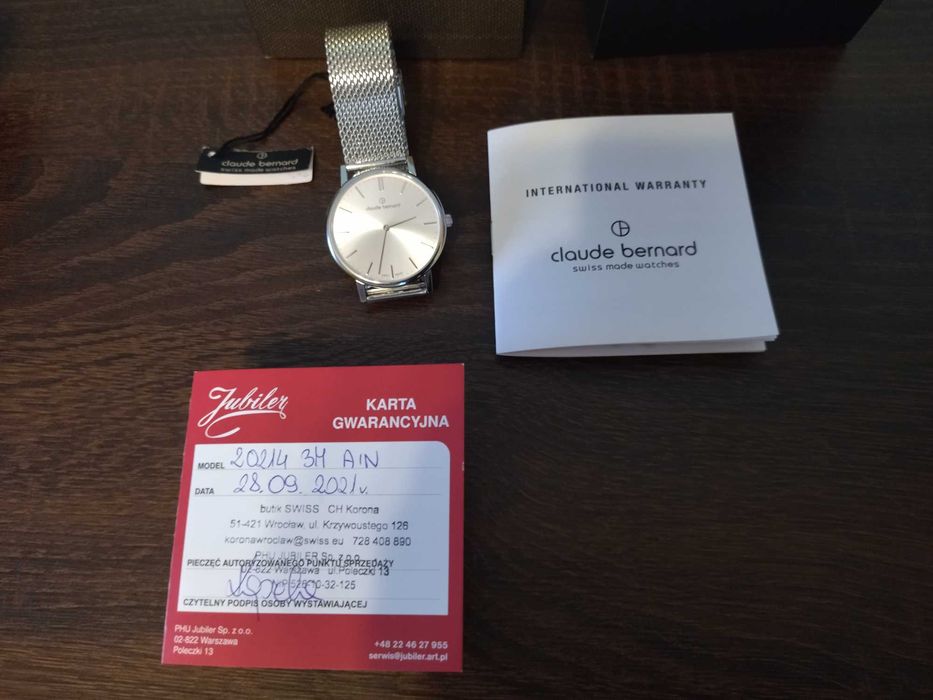 claude bernard
swiss made watches
claude bernard
INTERNATIONAL WARRANTY
claude bernard
swiss made watches
Jubiler
KARTA
GWARANCYJNA
MODEL 20214 3M AIN
DATA 28.09.2021r.
butik SWISS CH Korona
51-421 Wrocław, ul. Krzywoustego 126
koronawroclaw@swiss.eu 728 408 890
PHU JUBILER Sp. z o.o.
PIECZĘĆ AUTORYZOWANEGO PUNKTU SPRZEDAŻY
02-822 Warszawa ul.Poleczki 13
CZYTELNY PODPIS OSOBY WYSTAWIAJĄCEJ
PHU Jubiler Sp. z o.o.
02-822 Warszawa
Poleczki 13
+48 22 46 27 955
serwis@jubiler.art.pl